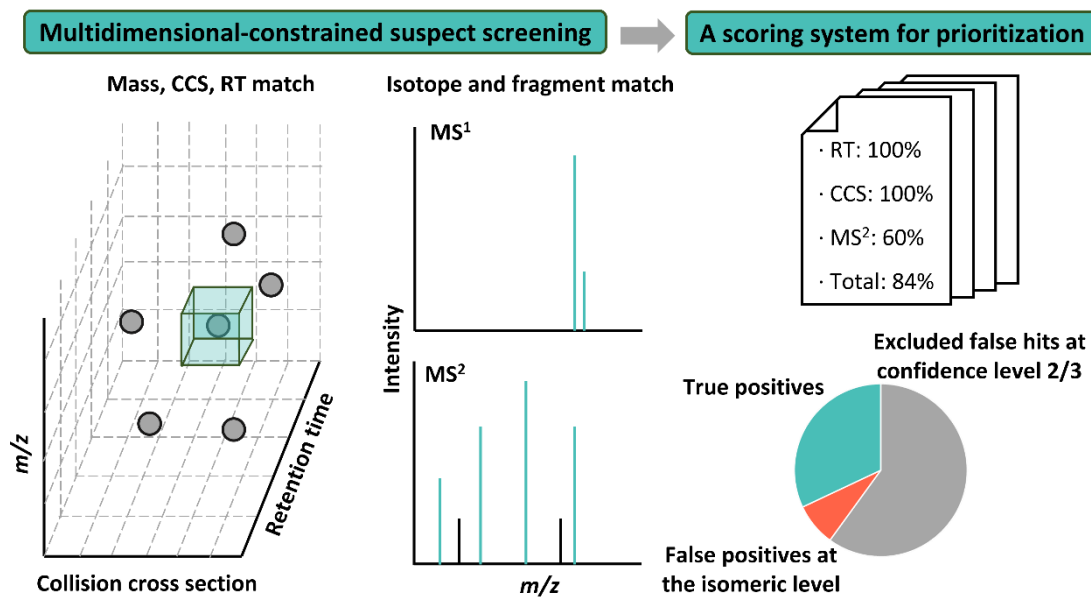 Multidimensional-constrained suspect screening
A scoring system for prioritization
Mass, CCS, RT match
m/z
Retention time
Collision cross section
Isotope and fragment match
MS¹
Intensity
MS²
m/z
· RT: 100%
· CCS: 100%
· MS²: 60%
· Total: 84%
Excluded false hits at
confidence level 2/3
True positives
False positives at
the isomeric level